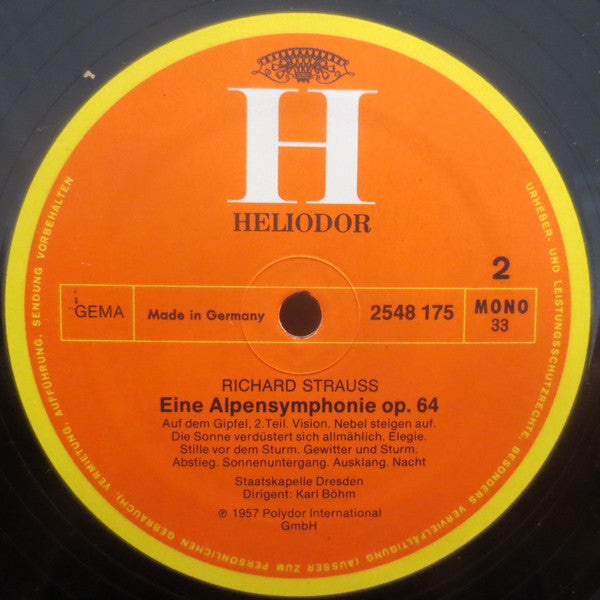 H
HELIODOR
2
GEMA
Made in Germany
2548 175
MONO
33
RICHARD STRAUSS
Eine Alpensymphonie op. 64
Auf dem Gipfel, 2.Teil. Vision. Nebel steigen auf.
Die Sonne verdüstert sich allmählich. Elegie.
Stille vor dem Sturm. Gewitter und Sturm.
Abstieg. Sonnenuntergang. Ausklang. Nacht
Staatskapelle Dresden
Dirigent: Karl Böhm
℗ 1957 Polydor International
GmbH
URHEBER- UND LEISTUNGSSCHUTZRECHTE, BESONDERS VERVIELFÄLTIGUNG (AUSSER ZUM PERSÖNLICHEN GEBRAUCH), VERMIETUNG, AUFFÜHRUNG, SENDUNG VORBEHALTEN